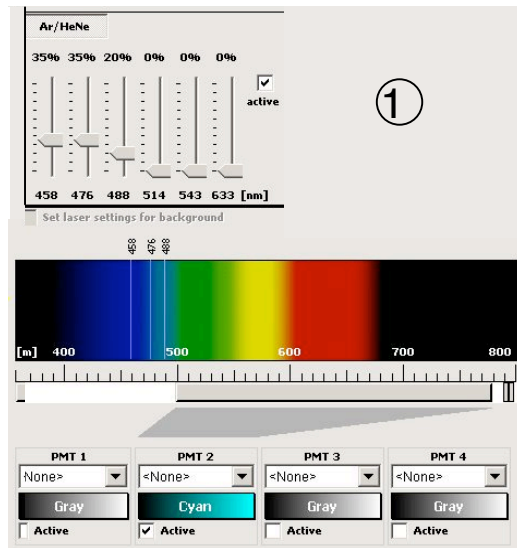 Ar/HeNe
35% 35% 20% 0% 0% 0%
active
①
458 476 488 514 543 633 [nm]
Set laser settings for background
458 476 488
[m] 400 500 600 700 800
PMT 1 PMT 2 PMT 3 PMT 4
None> <None> <None> <None>
Gray Cyan Gray Gray
Active Active Active Active